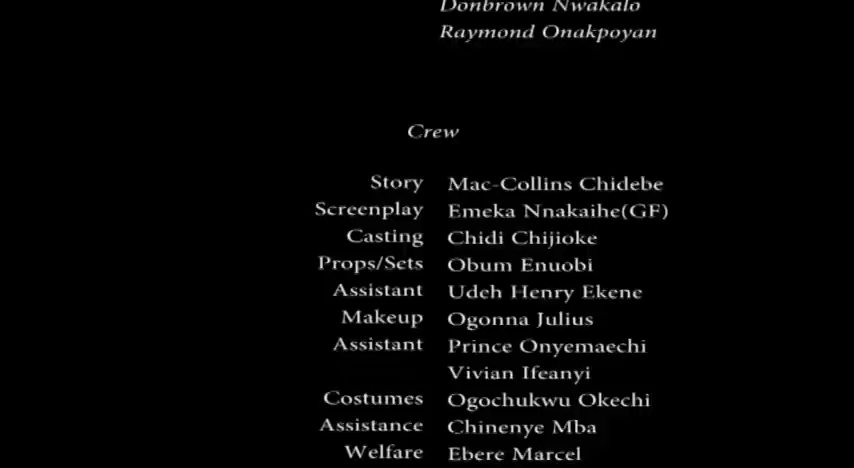 Donbrown Nwakalo
Raymond Onakpoyan
Crew
Story Mac-Collins Chidebe
Screenplay Emeka Nnakaihe(GF)
Casting Chidi Chijioke
Props/Sets Obum Enuobi
Assistant Udeh Henry Ekene
Makeup Ogonna Julius
Assistant Prince Onyemaechi
Vivian Ifeanyi
Costumes Ogochukwu Okechi
Assistance Chinenye Mba
Welfare Ebere Marcel